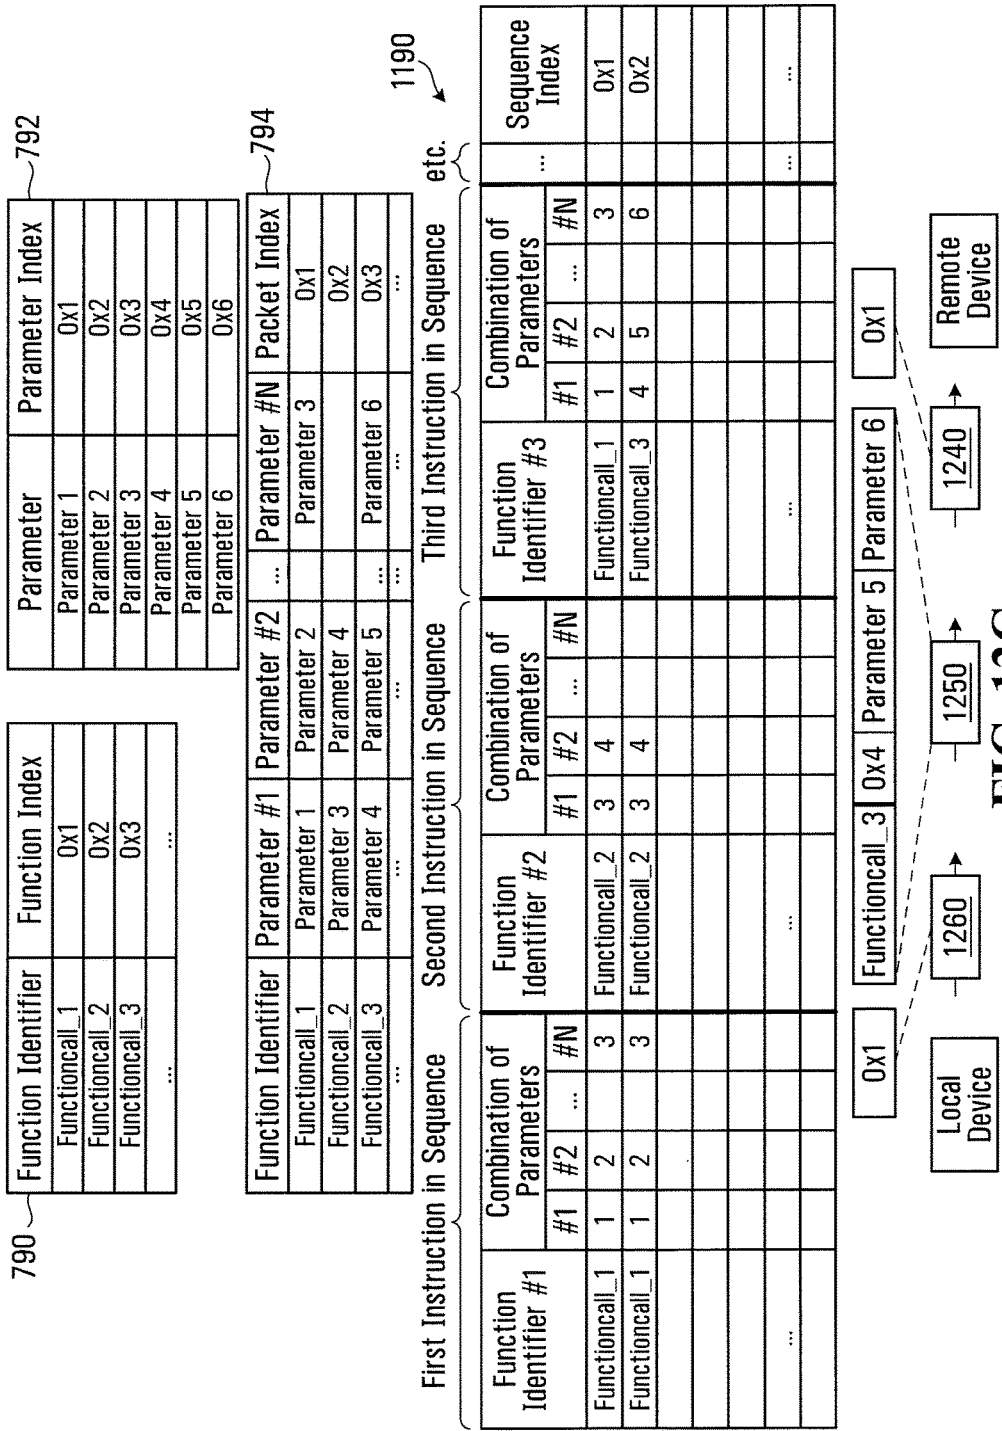 790
Function Identifier Function Index
Functioncall_1 0x1
Functioncall_2 0x2
Functioncall_3 0x3
... ...
792
Parameter Parameter Index
Parameter 1 0x1
Parameter 2 0x2
Parameter 3 0x3
Parameter 4 0x4
Parameter 5 0x5
Parameter 6 0x6
794
Function Identifier Parameter #1 Parameter #2 ... Parameter #N Packet Index
Functioncall_1 Parameter 1 Parameter 2 Parameter 3 0x1
Functioncall_2 Parameter 3 Parameter 4 0x2
Functioncall_3 Parameter 4 Parameter 5 ... Parameter 6 0x3
... ... ... ... ... ...
1190
First Instruction in Sequence Second Instruction in Sequence Third Instruction in Sequence etc.
Function Identifier #1 Combination of Parameters Function Identifier #2 Combination of Parameters Function Identifier #3 Combination of Parameters ... Sequence Index
#1 #2 ... #N #1 #2 ... #N #1 #2 ... #N
Functioncall_1 1 2 3 Functioncall_2 3 4 Functioncall_1 1 2 3 0x1
Functioncall_1 1 2 3 Functioncall_2 3 4 Functioncall_3 4 5 6 0x2
... ... ... ... ...
0x1 Functioncall_3 0x4 Parameter 5 Parameter 6 0x1
Local Device 1260 1250 1240 Remote Device